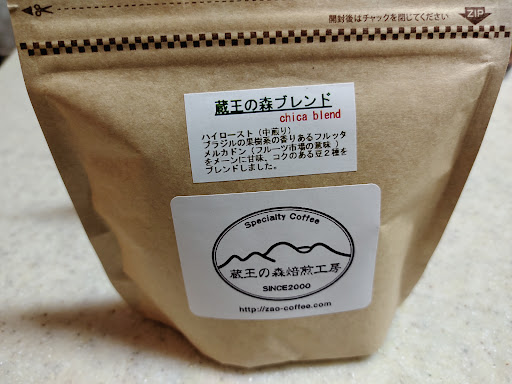 開封後はチャックを閉じてください
ZIP
蔵王の森ブレンド
chica blend
ハイロースト（中煎り）
ブラジルの果樹系の香りあるフルッタ
メルカドン（フルーツ市場の意味）
をメーンに甘味、コクのある豆２種を
ブレンドしました。
Specialty Coffee
蔵王の森焙煎工房
SINCE2000
http://zao-coffee.com